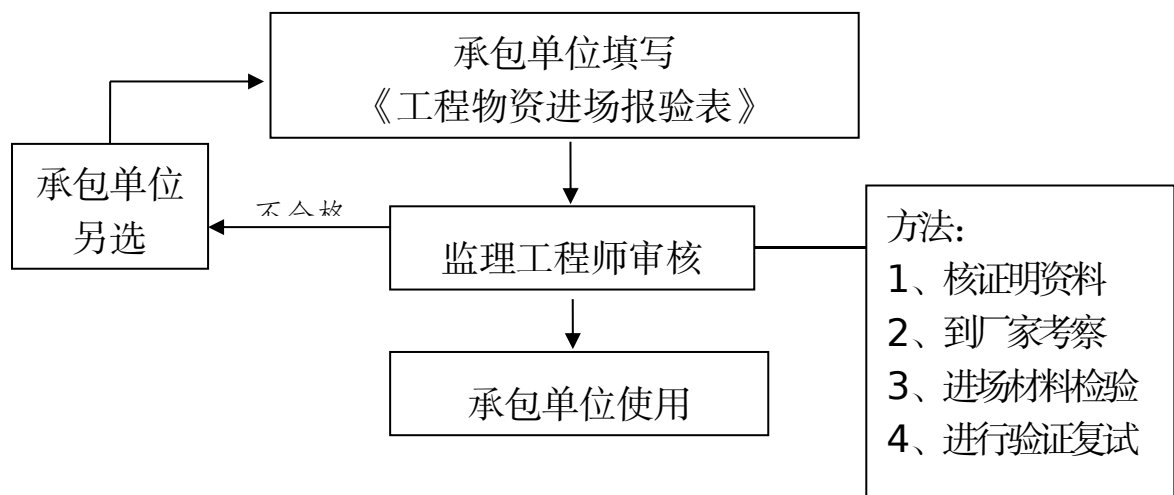 承包单位填写
《工程物资进场报验表》
承包单位
另选
不合格
监理工程师审核
方法:
1、核证明资料
2、到厂家考察
3、进场材料检验
4、进行验证复试
承包单位使用